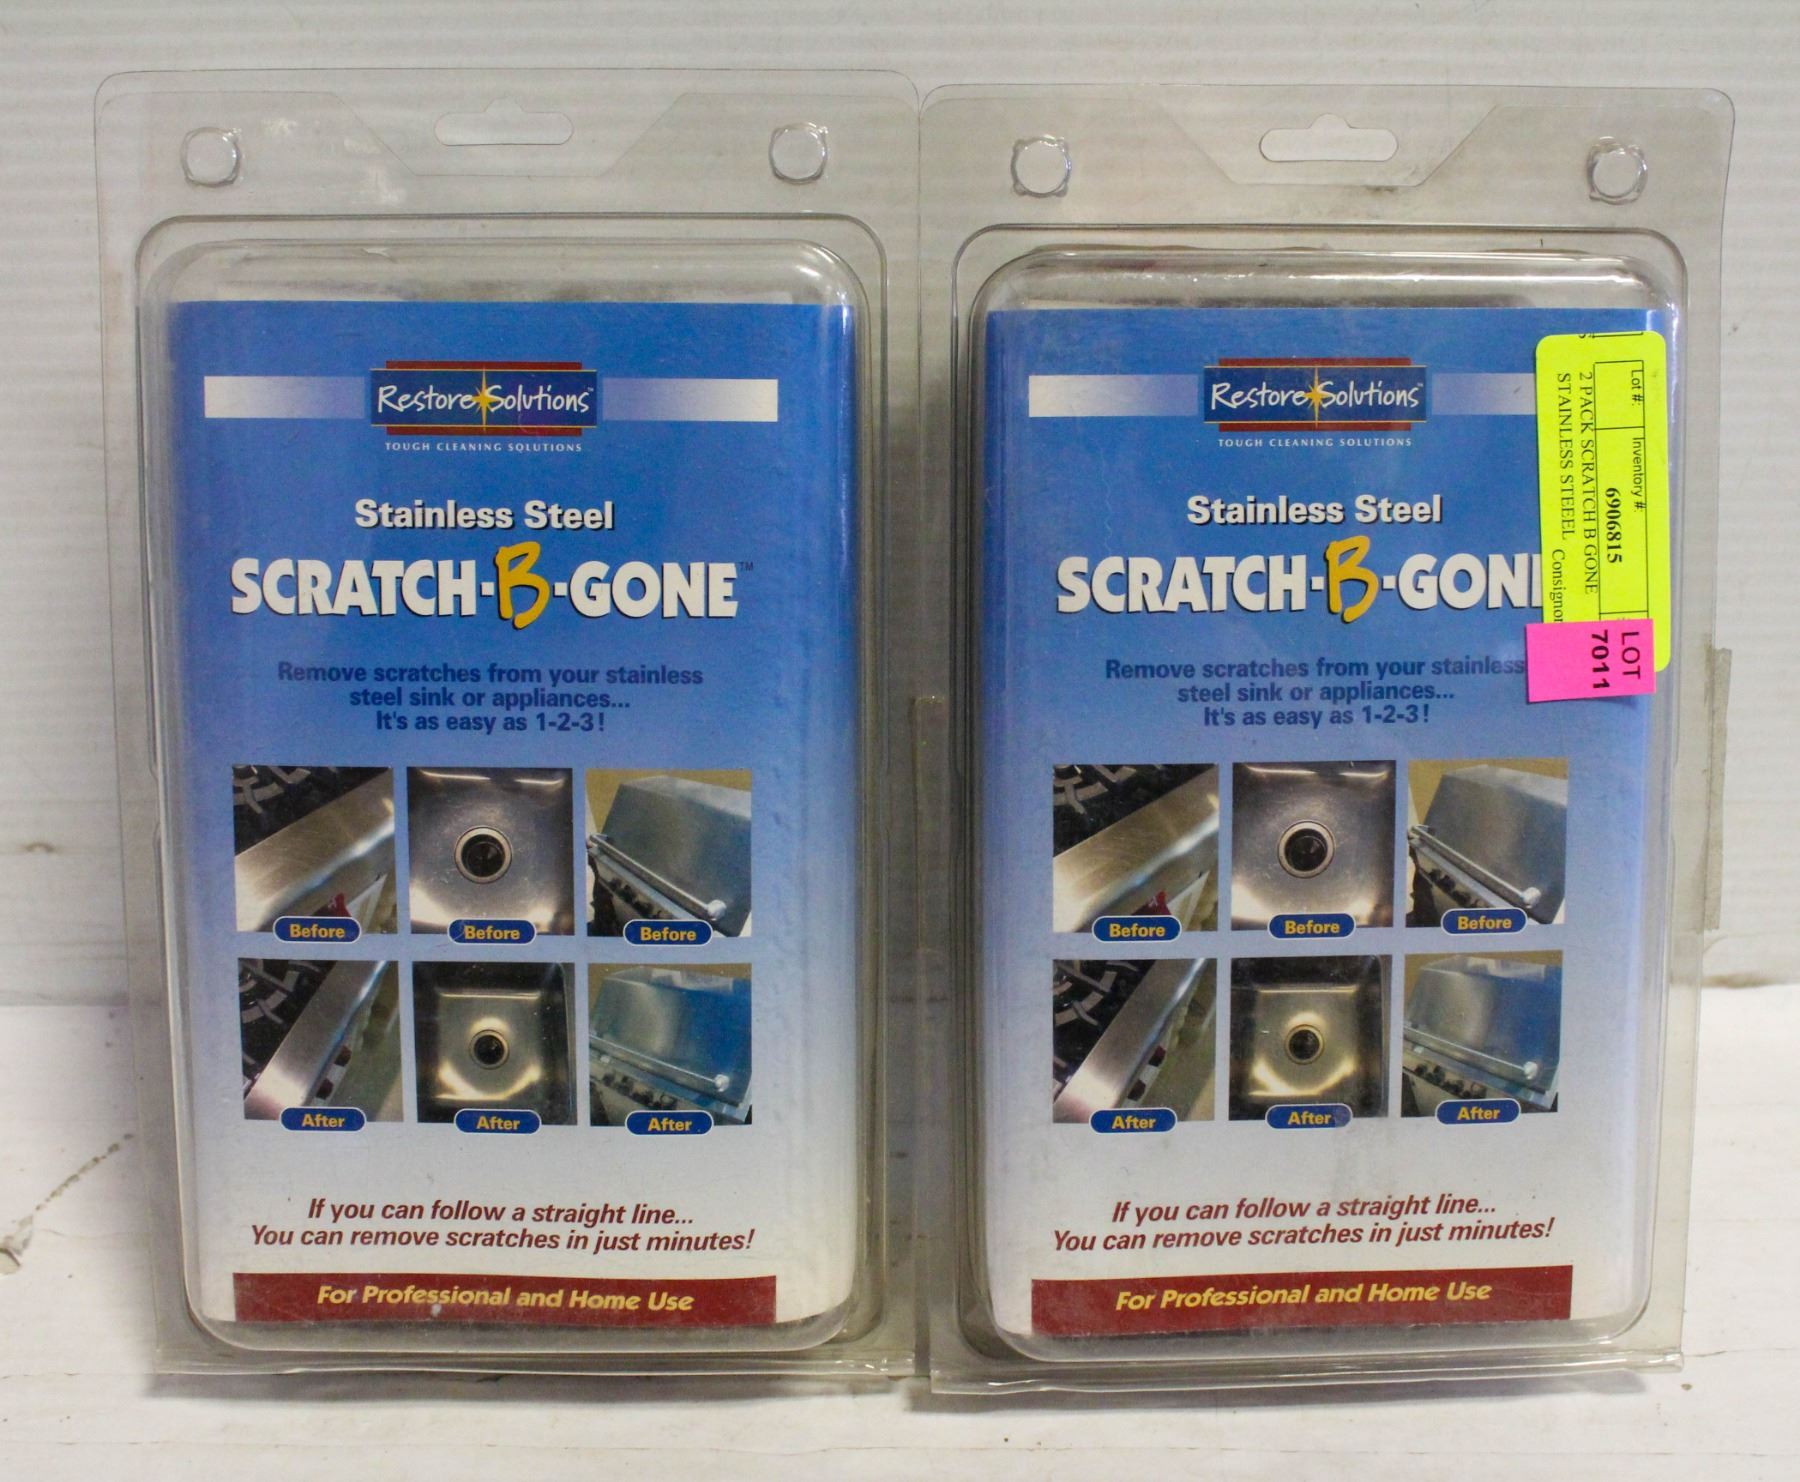 Restore Solutions™
TOUGH CLEANING SOLUTIONS
Stainless Steel
SCRATCH-B-GONE™
Remove scratches from your stainless
steel sink or appliances...
It's as easy as 1-2-3!
Before
Before
Before
After
After
After
If you can follow a straight line...
You can remove scratches in just minutes!
For Professional and Home Use
Restore Solutions™
TOUGH CLEANING SOLUTIONS
Stainless Steel
SCRATCH-B-GON
Remove scratches from your stainless
steel sink or appliances...
It's as easy as 1-2-3!
Before
Before
Before
After
After
After
If you can follow a straight line...
You can remove scratches in just minutes!
For Professional and Home Use
Lot #: Inventory #:
6906815
2 PACK SCRATCH B GONE
STAINLESS STEEEL Consignor
LOT
7011